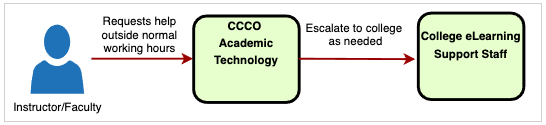 Requests help
outside normal
working hours
Instructor/Faculty
CCCO
Academic
Technology
Escalate to college
as needed
College eLearning
Support Staff